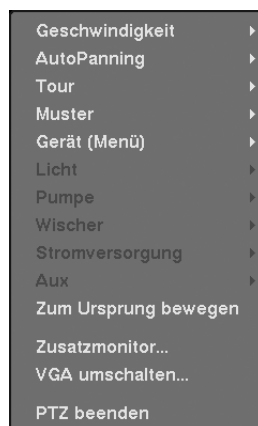 Geschwindigkeit
AutoPanning
Tour
Muster
Gerät (Menü)
Licht
Pumpe
Wischer
Stromversorgung
Aux
Zum Ursprung bewegen
Zusatzmonitor...
VGA umschalten...
PTZ beenden